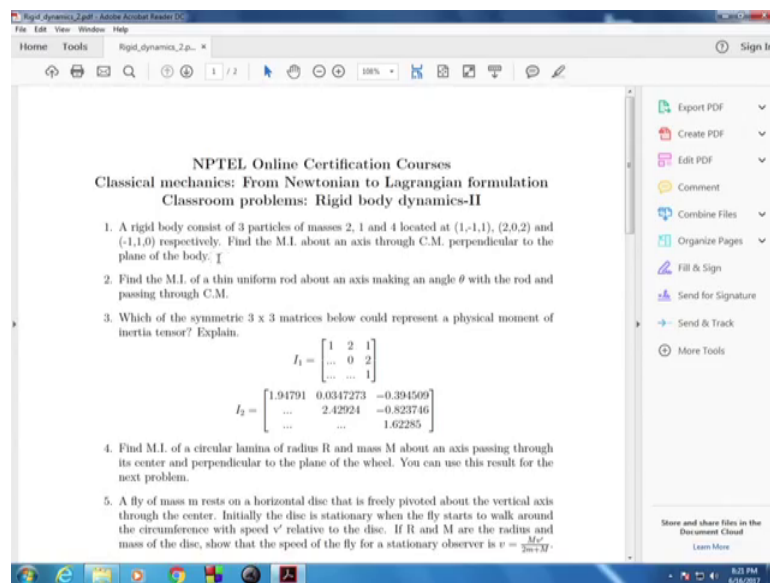 Rigid_dynamics_2.pdf - Adobe Acrobat Reader DC
File Edit View Window Help
Home Tools Rigid_dynamics_2.p... × Sign In
1 / 2 108%
NPTEL Online Certification Courses
Classical mechanics: From Newtonian to Lagrangian formulation
Classroom problems: Rigid body dynamics-II
1. A rigid body consist of 3 particles of masses 2, 1 and 4 located at (1,-1,1), (2,0,2) and
(-1,1,0) respectively. Find the M.I. about an axis through C.M. perpendicular to the
plane of the body.
2. Find the M.I. of a thin uniform rod about an axis making an angle θ with the rod and
passing through C.M.
3. Which of the symmetric 3 x 3 matrices below could represent a physical moment of
inertia tensor? Explain.
1 2 1
I₁ = ... 0 2
... ... 1
1.94791 0.0347273 −0.394509
I₂ = ... 2.42924 −0.823746
... ... 1.62285
4. Find M.I. of a circular lamina of radius R and mass M about an axis passing through
its center and perpendicular to the plane of the wheel. You can use this result for the
next problem.
5. A fly of mass m rests on a horizontal disc that is freely pivoted about the vertical axis
through the center. Initially the disc is stationary when the fly starts to walk around
the circumference with speed v′ relative to the disc. If R and M are the radius and
mass of the disc, show that the speed of the fly for a stationary observer is v = Mv′/2m+M.
Export PDF
Create PDF
Edit PDF
Comment
Combine Files
Organize Pages
Fill & Sign
Send for Signature
Send & Track
More Tools
Store and share files in the
Document Cloud
Learn More
8:21 PM
6/16/2017